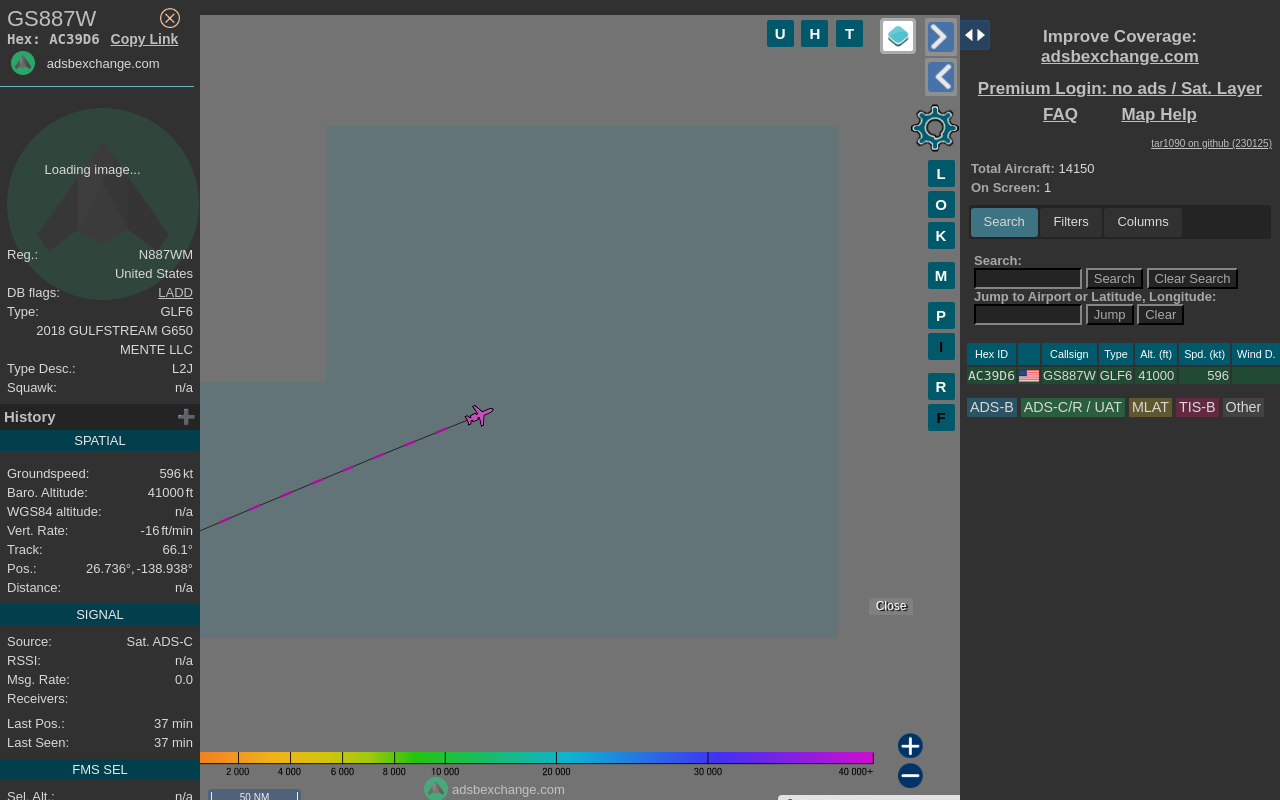 GS887W
Hex: AC39D6 Copy Link
adsbexchange.com
Loading image...
Reg.: N887WM
United States
DB flags: LADD
Type: GLF6
2018 GULFSTREAM G650
MENTE LLC
Type Desc.: L2J
Squawk: n/a
History
SPATIAL
Groundspeed: 596 kt
Baro. Altitude: 41000 ft
WGS84 altitude: n/a
Vert. Rate: -16 ft/min
Track: 66.1°
Pos.: 26.736°, -138.938°
Distance: n/a
SIGNAL
Source: Sat. ADS-C
RSSI: n/a
Msg. Rate: 0.0
Receivers:
Last Pos.: 37 min
Last Seen: 37 min
FMS SEL
Sel. Alt.: n/a
U H T
L
O
K
M
P
I
R
F
Close
2 000 4 000 6 000 8 000 10 000 20 000 30 000 40 000+
adsbexchange.com
50 NM
Improve Coverage:
adsbexchange.com
Premium Login: no ads / Sat. Layer
FAQ Map Help
tar1090 on github (230125)
Total Aircraft: 14150
On Screen: 1
Search Filters Columns
Search:
Search Clear Search
Jump to Airport or Latitude, Longitude:
Jump Clear
Hex ID Callsign Type Alt. (ft) Spd. (kt) Wind D.
AC39D6 GS887W GLF6 41000 596
ADS-B ADS-C/R / UAT MLAT TIS-B Other